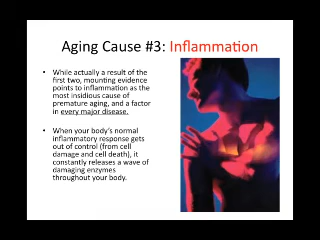 Aging Cause #3: Inflammation
• While actually a result of the
first two, mounting evidence
points to inflammation as the
most insidious cause of
premature aging, and a factor
in every major disease.
• When your body's normal
inflammatory response gets
out of control (from cell
damage and cell death), it
constantly releases a wave of
damaging enzymes
throughout your body.